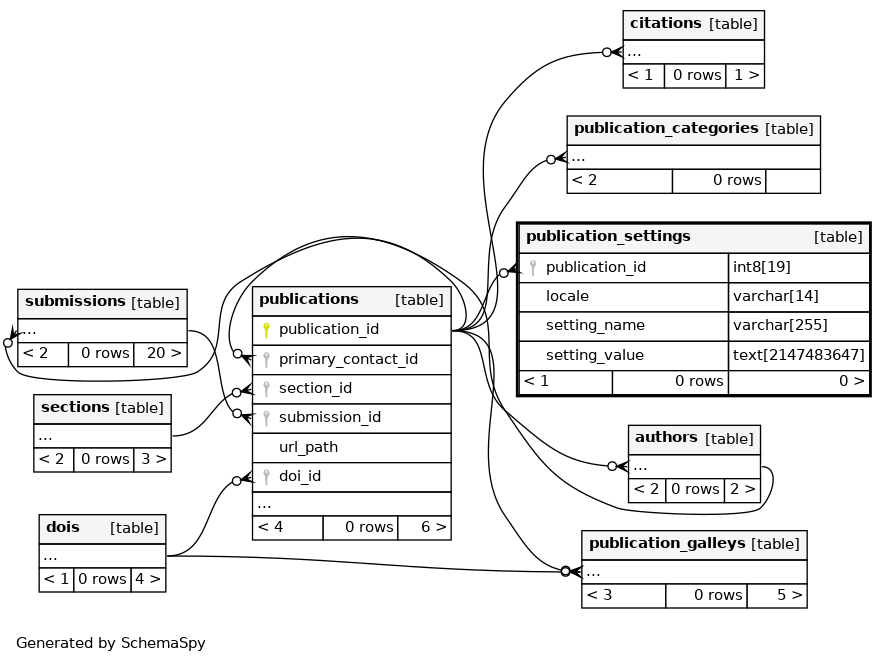 citations [table]
...
< 1 0 rows 1 >
publication_categories [table]
...
< 2 0 rows
publication_settings [table]
publication_id int8[19]
locale varchar[14]
setting_name varchar[255]
setting_value text[2147483647]
< 1 0 rows 0 >
submissions [table]
...
< 2 0 rows 20 >
publications [table]
publication_id
primary_contact_id
section_id
submission_id
url_path
doi_id
...
< 4 0 rows 6 >
sections [table]
...
< 2 0 rows 3 >
authors [table]
...
< 2 0 rows 2 >
dois [table]
...
< 1 0 rows 4 >
publication_galleys [table]
...
< 3 0 rows 5 >
Generated by SchemaSpy